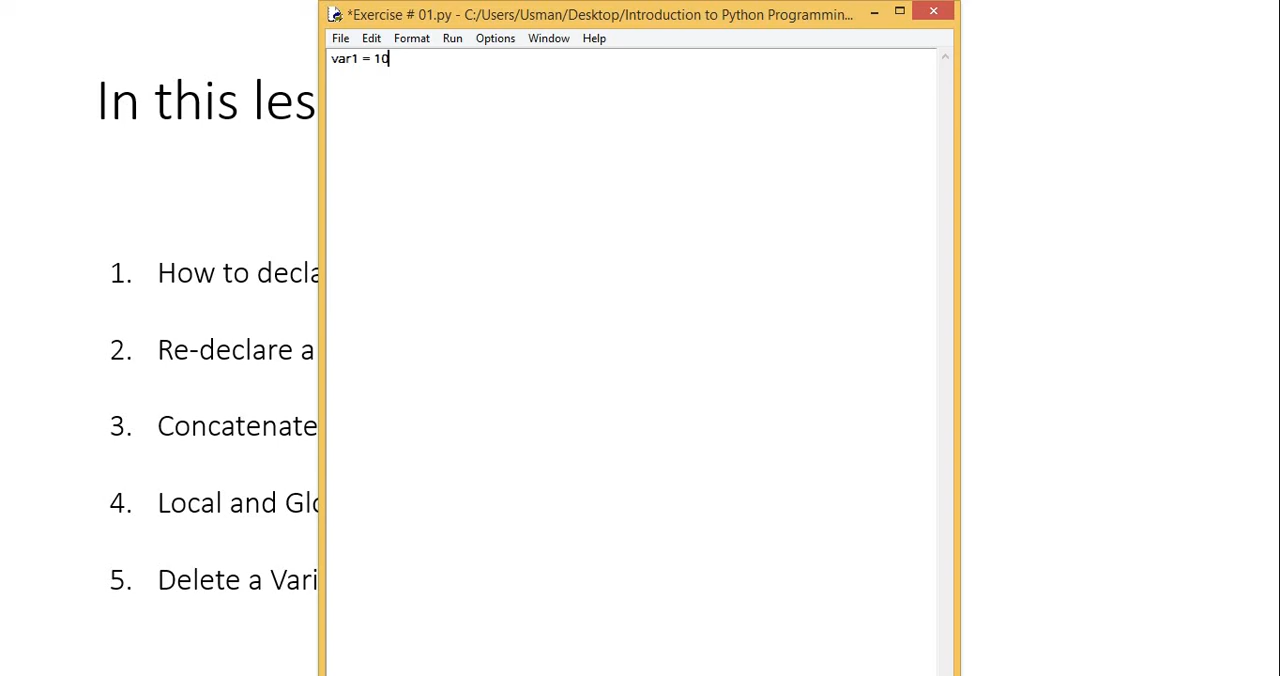 *Exercise # 01.py - C:/Users/Usman/Desktop/Introduction to Python Programmin...
File Edit Format Run Options Window Help
var1 = 10
In this les
1. How to decla
2. Re-declare a
3. Concatenate
4. Local and Glo
5. Delete a Vari